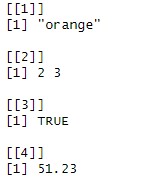 [[1]]
[1] "orange"
[[2]]
[1] 2 3
[[3]]
[1] TRUE
[[4]]
[1] 51.23